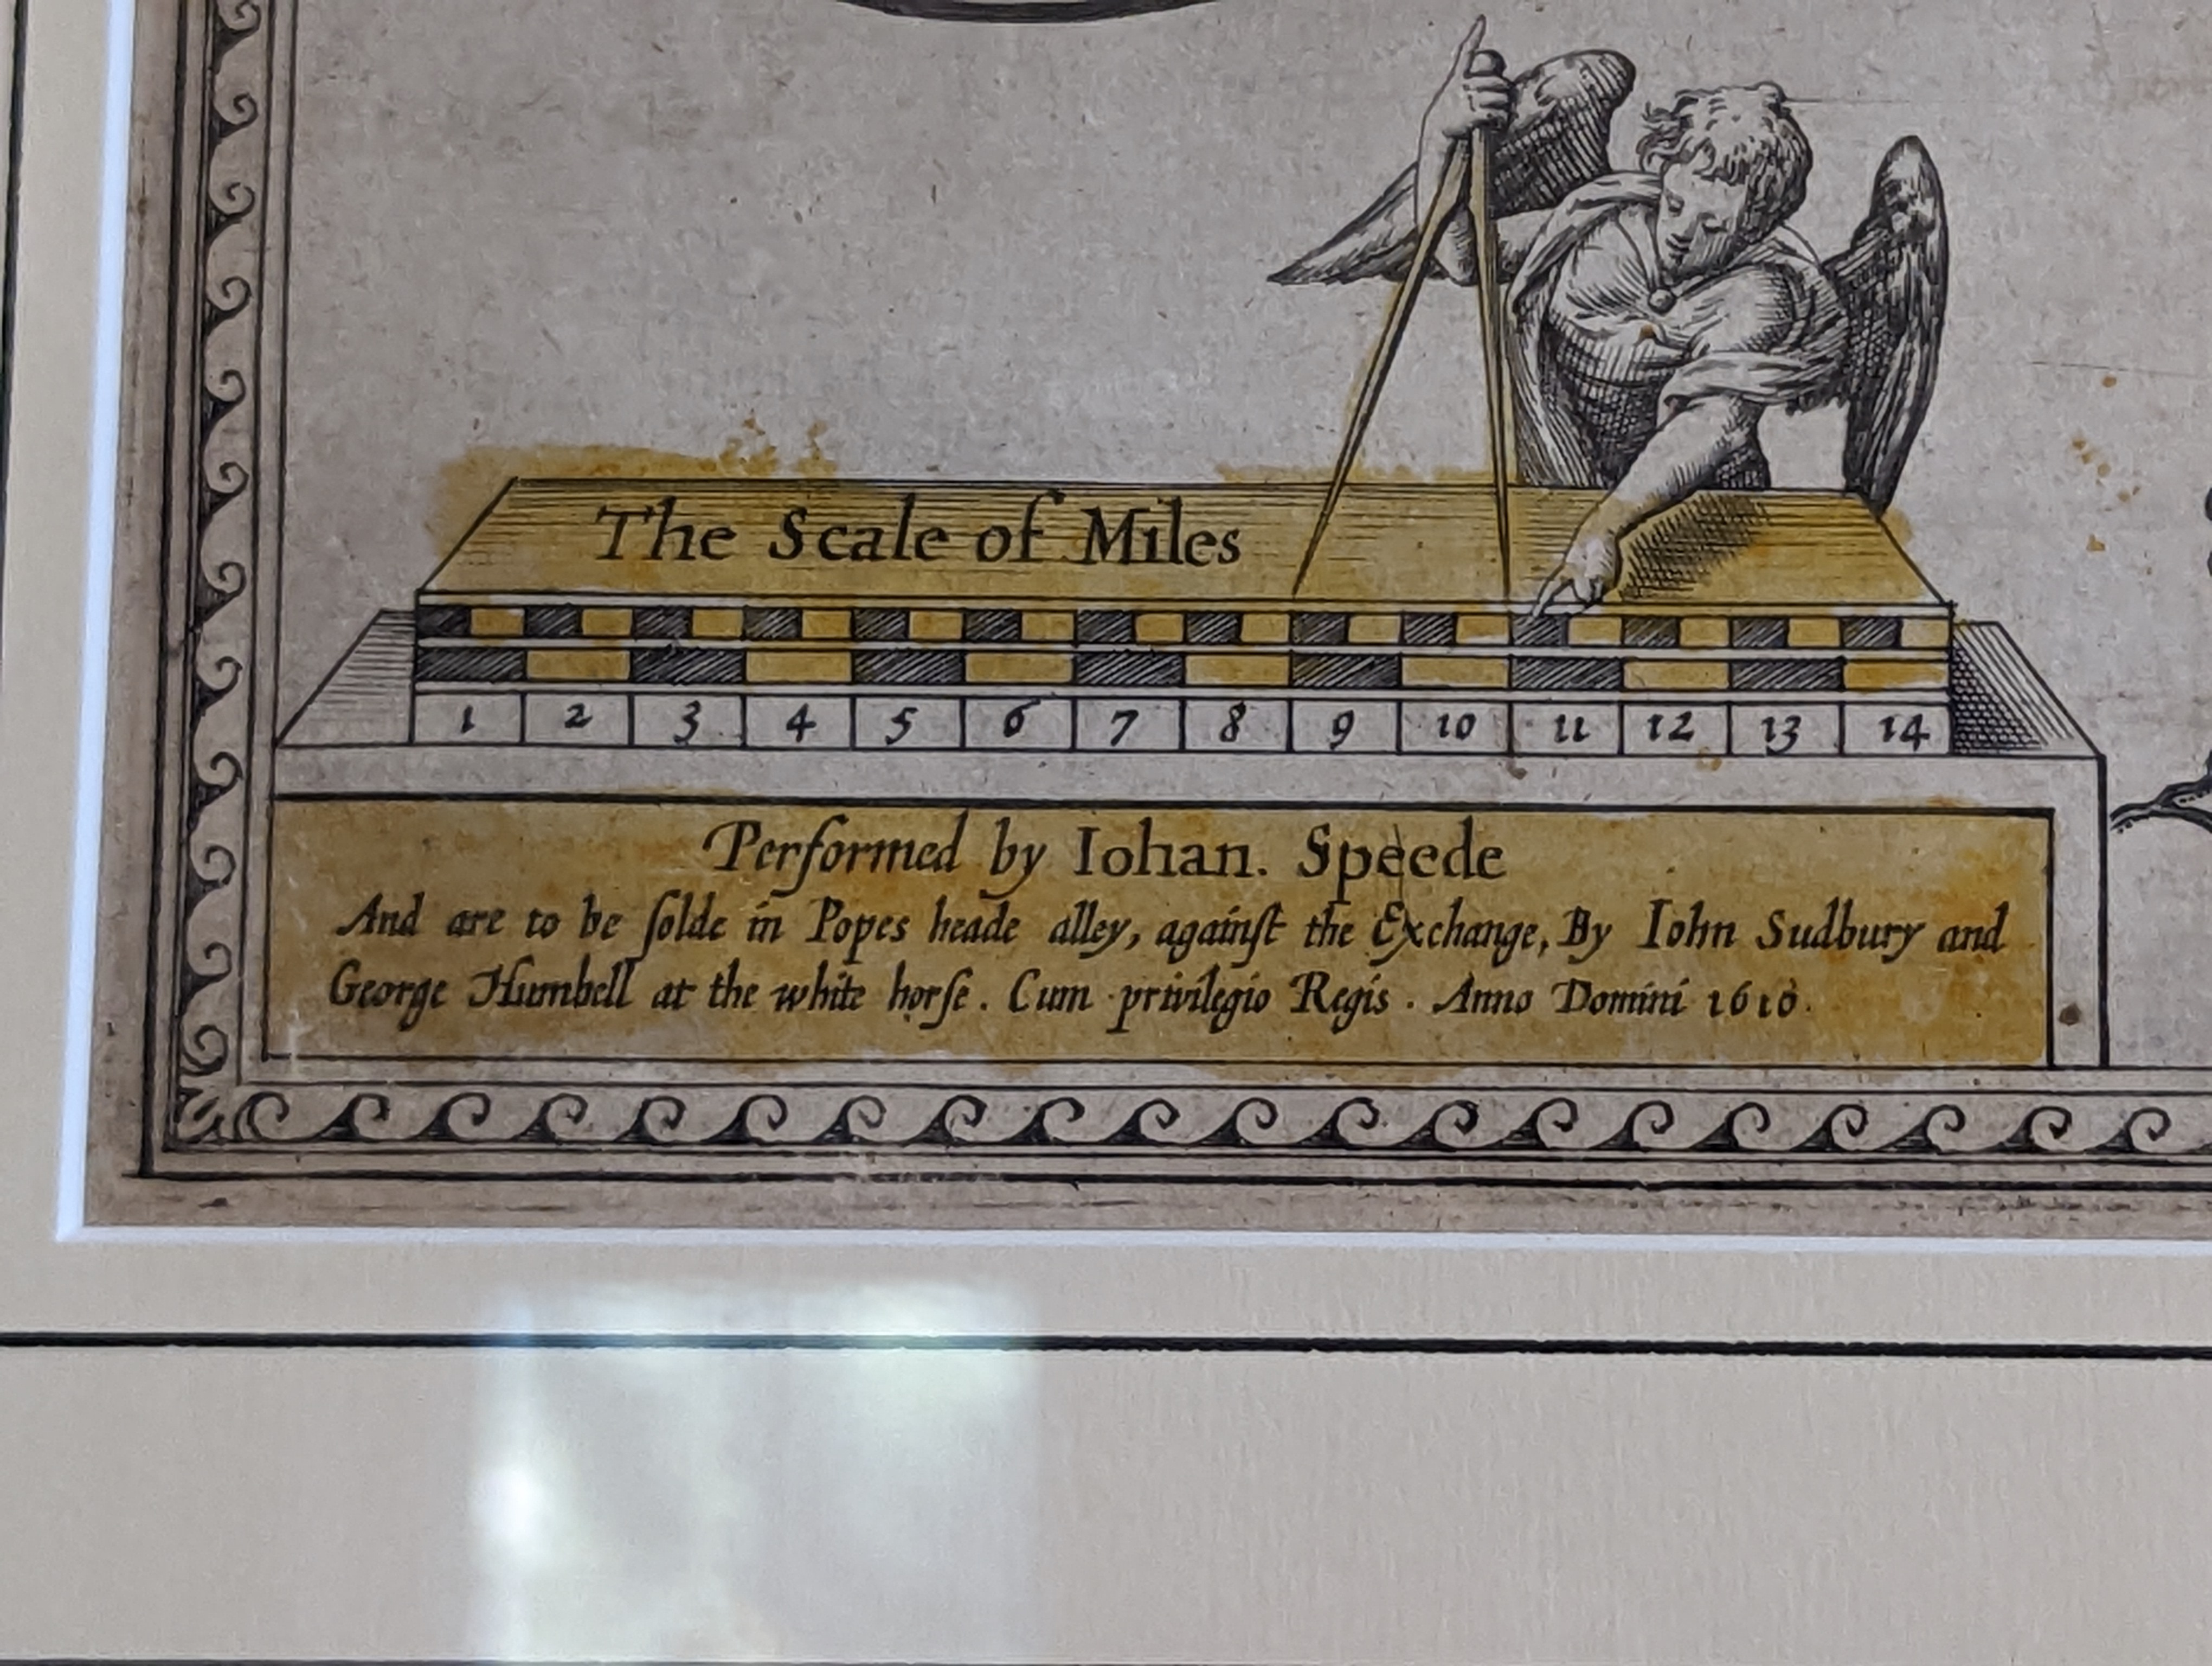 The Scale of Miles
1 2 3 4 5 6 7 8 9 10 11 12 13 14
Performed by Iohan. Speede
And are to be ſolde in Popes heade alley, againſt the Exchange, By Iohn Sudbury and
George Humbell at the white horſe. Cum privilegio Regis. Anno Domini 1610.